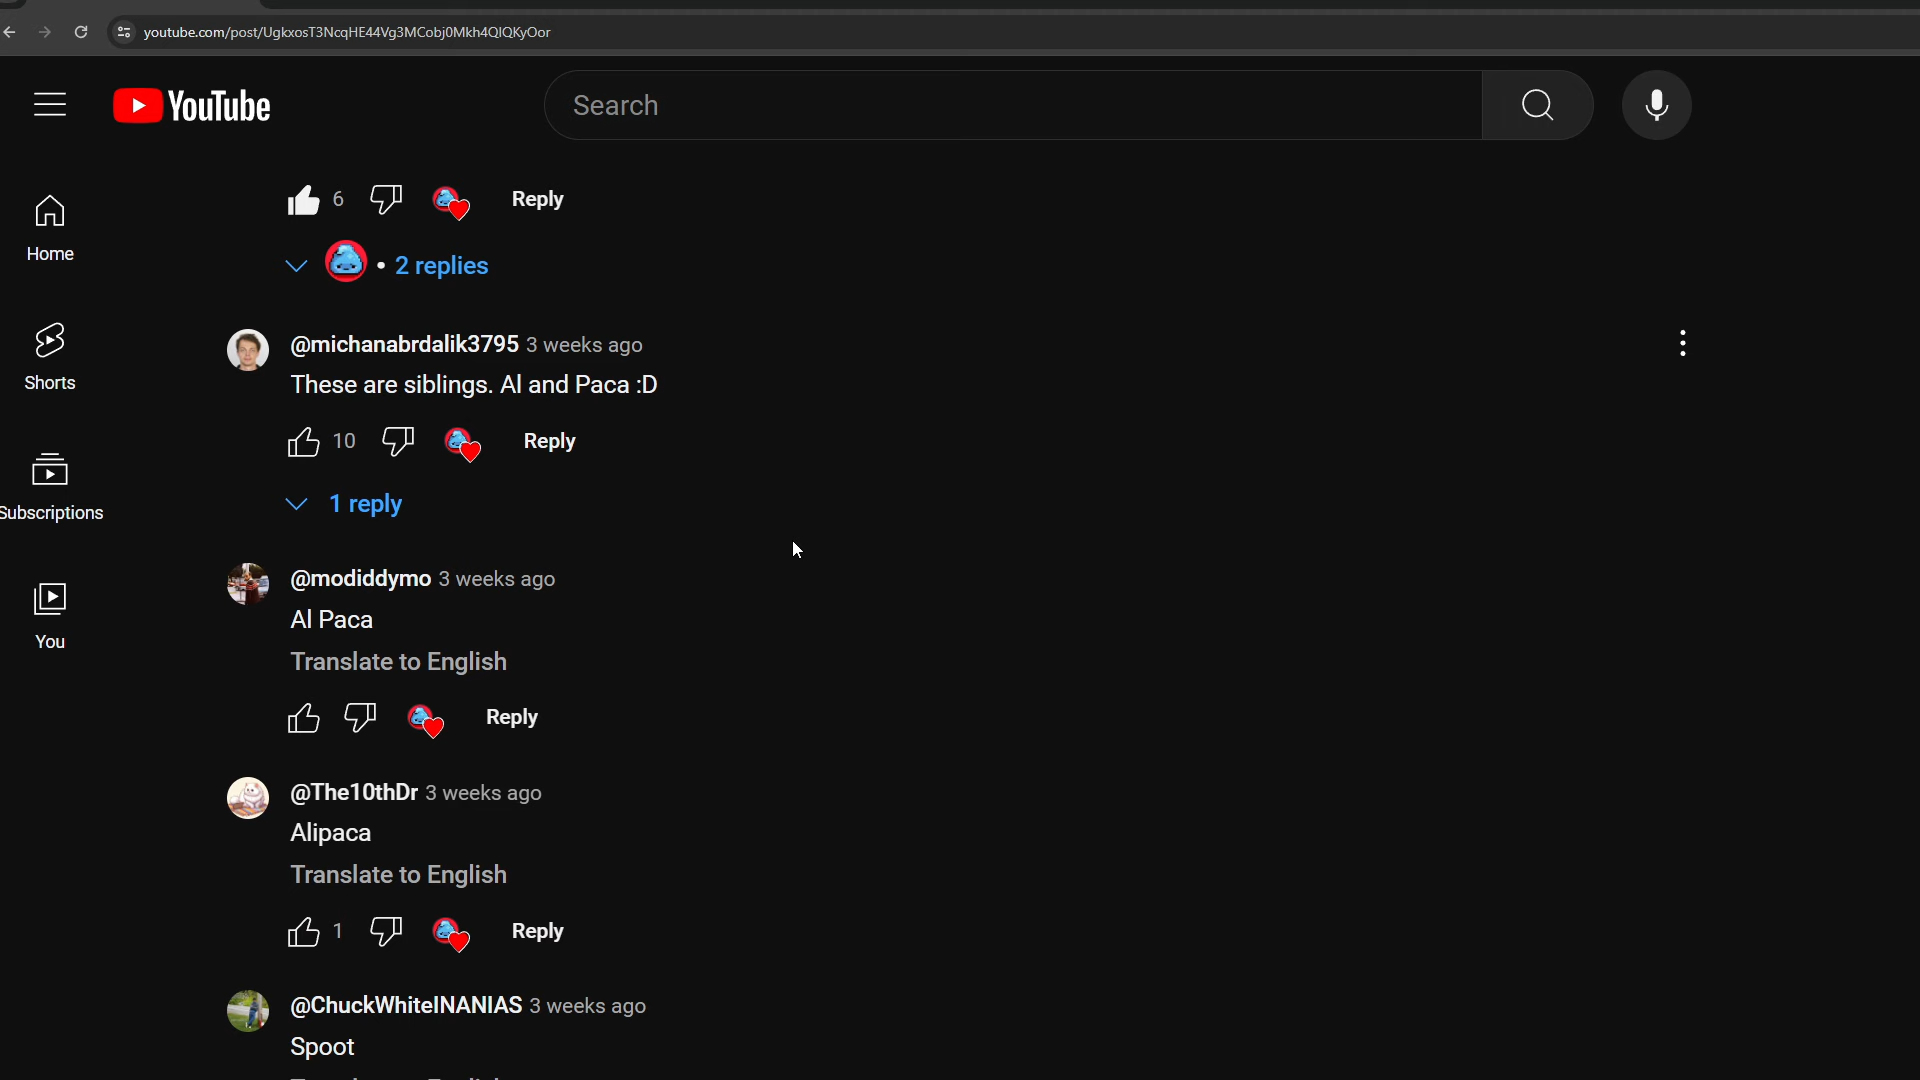 youtube.com/post/UgkxosT3NcqHE44Vg3MCobj0Mkh4QlQKyOor
YouTube
Search
6 Reply
Home
• 2 replies
Shorts
@michanabrdalik3795 3 weeks ago
These are siblings. Al and Paca :D
10 Reply
1 reply
Subscriptions
@modiddymo 3 weeks ago
Al Paca
Translate to English
You
Reply
@The10thDr 3 weeks ago
Alipaca
Translate to English
1 Reply
@ChuckWhiteINANIAS 3 weeks ago
Spoot